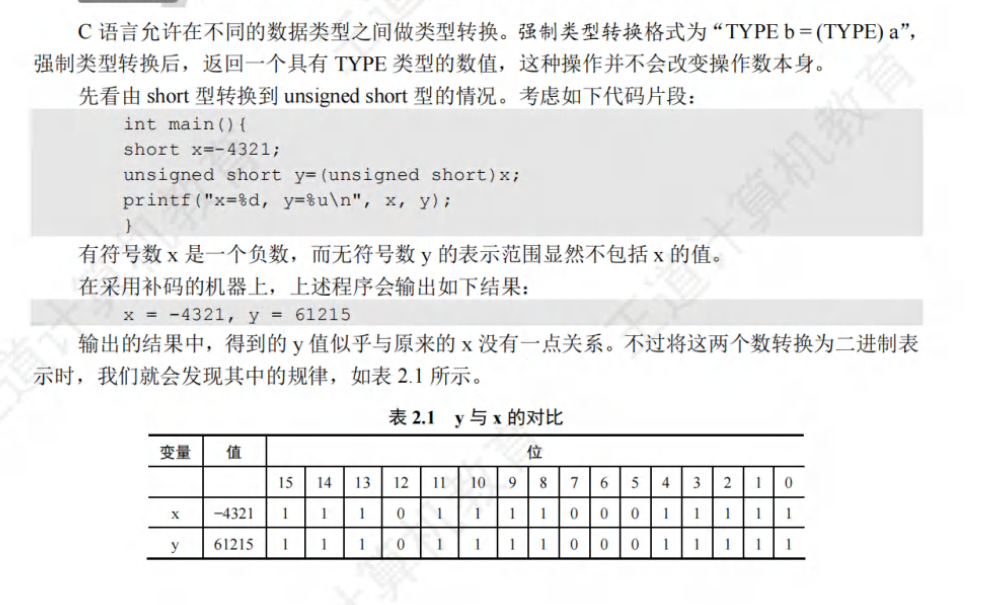 C 语言允许在不同的数据类型之间做类型转换。强制类型转换格式为“TYPE b = (TYPE) a”，
强制类型转换后，返回一个具有 TYPE 类型的数值，这种操作并不会改变操作数本身。
先看由 short 型转换到 unsigned short 型的情况。考虑如下代码片段：
int main(){
short x=-4321;
unsigned short y=(unsigned short)x;
printf("x=%d, y=%u\n", x, y);
}
有符号数 x 是一个负数，而无符号数 y 的表示范围显然不包括 x 的值。
在采用补码的机器上，上述程序会输出如下结果：
x = -4321, y = 61215
输出的结果中，得到的 y 值似乎与原来的 x 没有一点关系。不过将这两个数转换为二进制表
示时，我们就会发现其中的规律，如表 2.1 所示。
表 2.1 y 与 x 的对比
变量 值 位
15 14 13 12 11 10 9 8 7 6 5 4 3 2 1 0
x −4321 1 1 1 0 1 1 1 1 0 0 0 1 1 1 1 1
y 61215 1 1 1 0 1 1 1 1 0 0 0 1 1 1 1 1
王道计算机教育